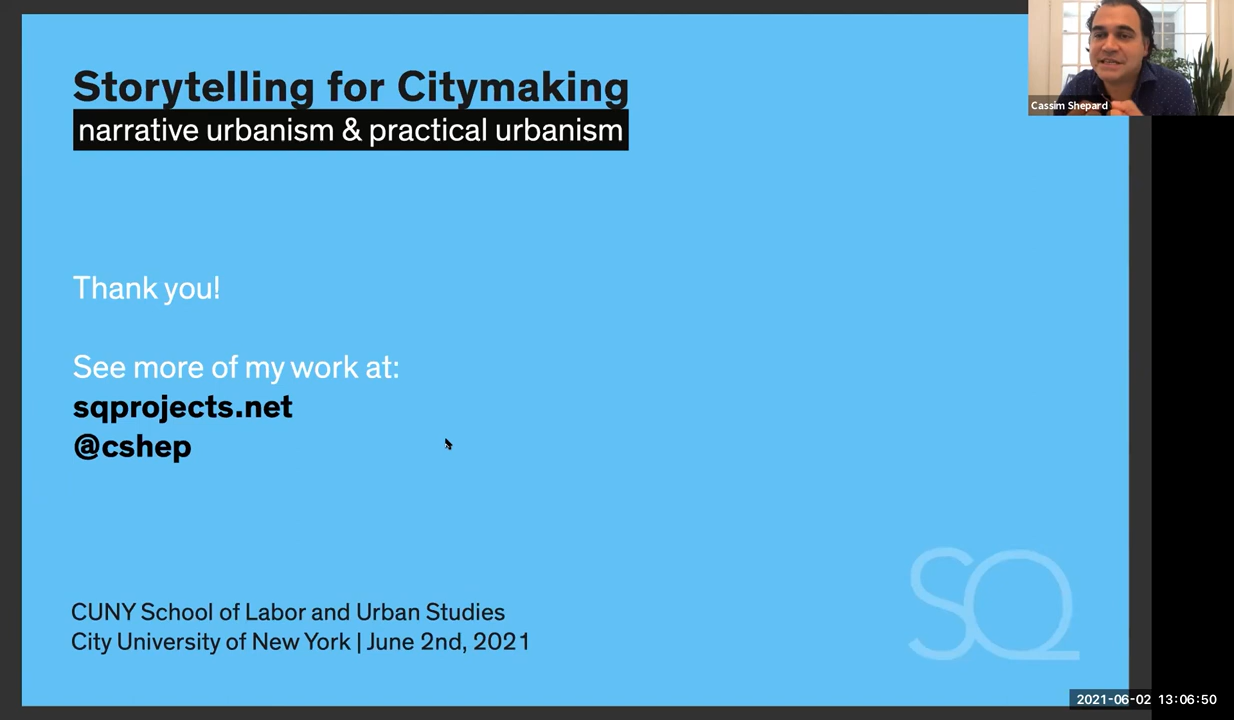 Storytelling for Citymaking
narrative urbanism & practical urbanism
Thank you!
See more of my work at:
sqprojects.net
@cshep
CUNY School of Labor and Urban Studies
City University of New York | June 2nd, 2021
SQ
Cassim Shepard
2021-06-02 13:06:50